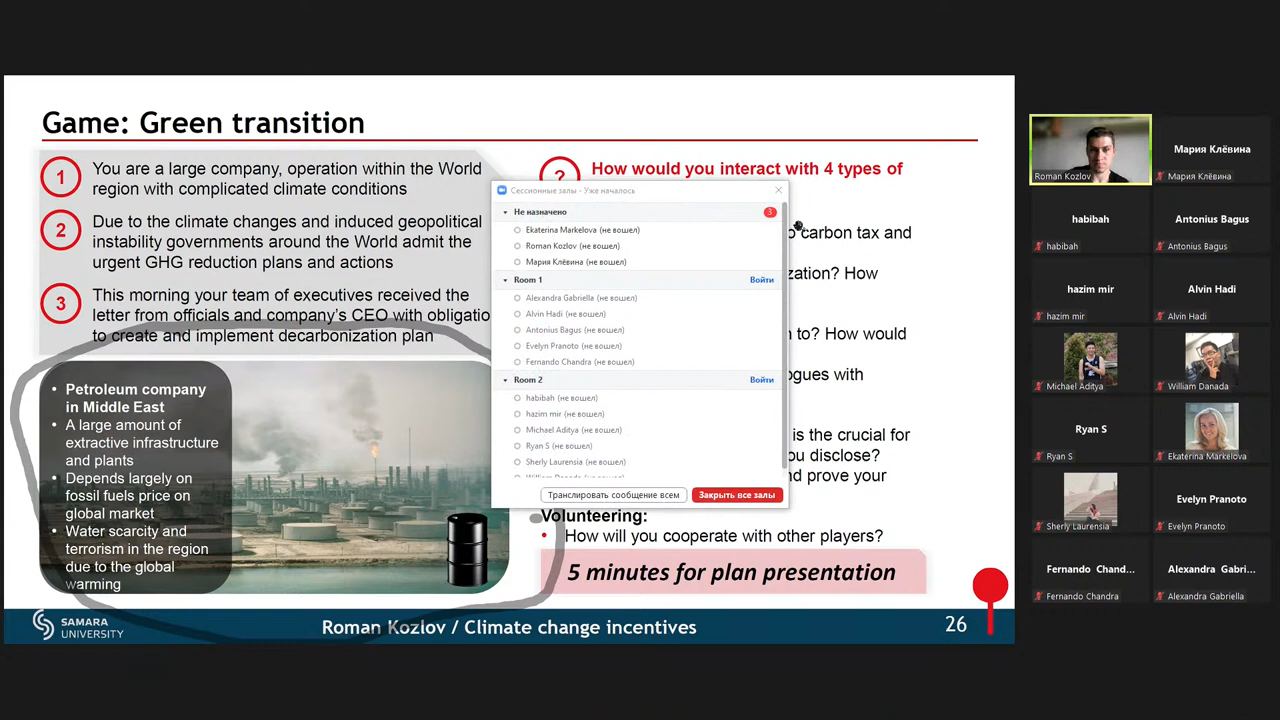 Game: Green transition
1
You are a large company, operation within the World
region with complicated climate conditions
2
Due to the climate changes and induced geopolitical
instability governments around the World admit the
urgent GHG reduction plans and actions
3
This morning your team of executives received the
letter from officials and company's CEO with obligatio
to create and implement decarbonization plan
• Petroleum company
in Middle East
• A large amount of
extractive infrastructure
and plants
• Depends largely on
fossil fuels price on
global market
• Water scarcity and
terrorism in the region
due to the global
warming
?
How would you interact with 4 types of
carbon tax and
zation? How
n to? How would
ogues with
is the crucial for
ou disclose?
nd prove your
Volunteering:
• How will you cooperate with other players?
5 minutes for plan presentation
Сессионные залы - Уже началось
Не назначено
3
Ekaterina Markelova (не вошел)
Roman Kozlov (не вошел)
Мария Клёвина (не вошел)
Room 1
Войти
Alexandra Gabriella (не вошел)
Alvin Hadi (не вошел)
Antonius Bagus (не вошел)
Evelyn Pranoto (не вошел)
Fernando Chandra (не вошел)
Room 2
Войти
habibah (не вошел)
hazim mir (не вошел)
Michael Aditya (не вошел)
Ryan S (не вошел)
Sherly Laurensia (не вошел)
Транслировать сообщение всем
Закрыть все залы
SAMARA
UNIVERSITY
Roman Kozlov / Climate change incentives
26
Roman Kozlov
Мария Клёвина
Мария Клёвина
habibah
habibah
Antonius Bagus
Antonius Bagus
hazim mir
hazim mir
Alvin Hadi
Alvin Hadi
Michael Aditya
William Danada
Ryan S
Ryan S
Ekaterina Markelova
Sherly Laurensia
Evelyn Pranoto
Evelyn Pranoto
Fernando Chand...
Fernando Chandra
Alexandra Gabri...
Alexandra Gabriella